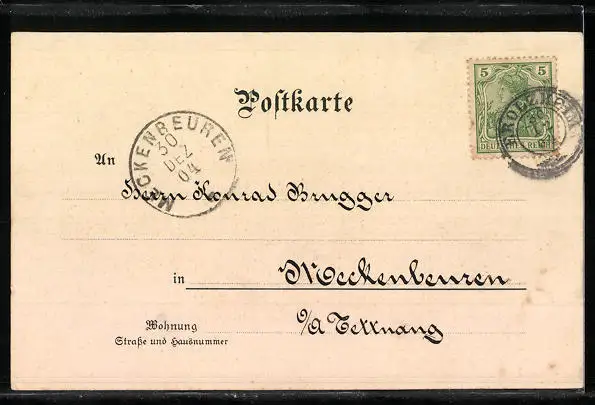 Postkarte
5 5
DEUTSCHES REICH
MECKENBEUREN
30
DEZ
04
An
Herrn Konrad Brugger
in Meckenbeuren
O/A Tettnang
Wohnung
Straße und Hausnummer